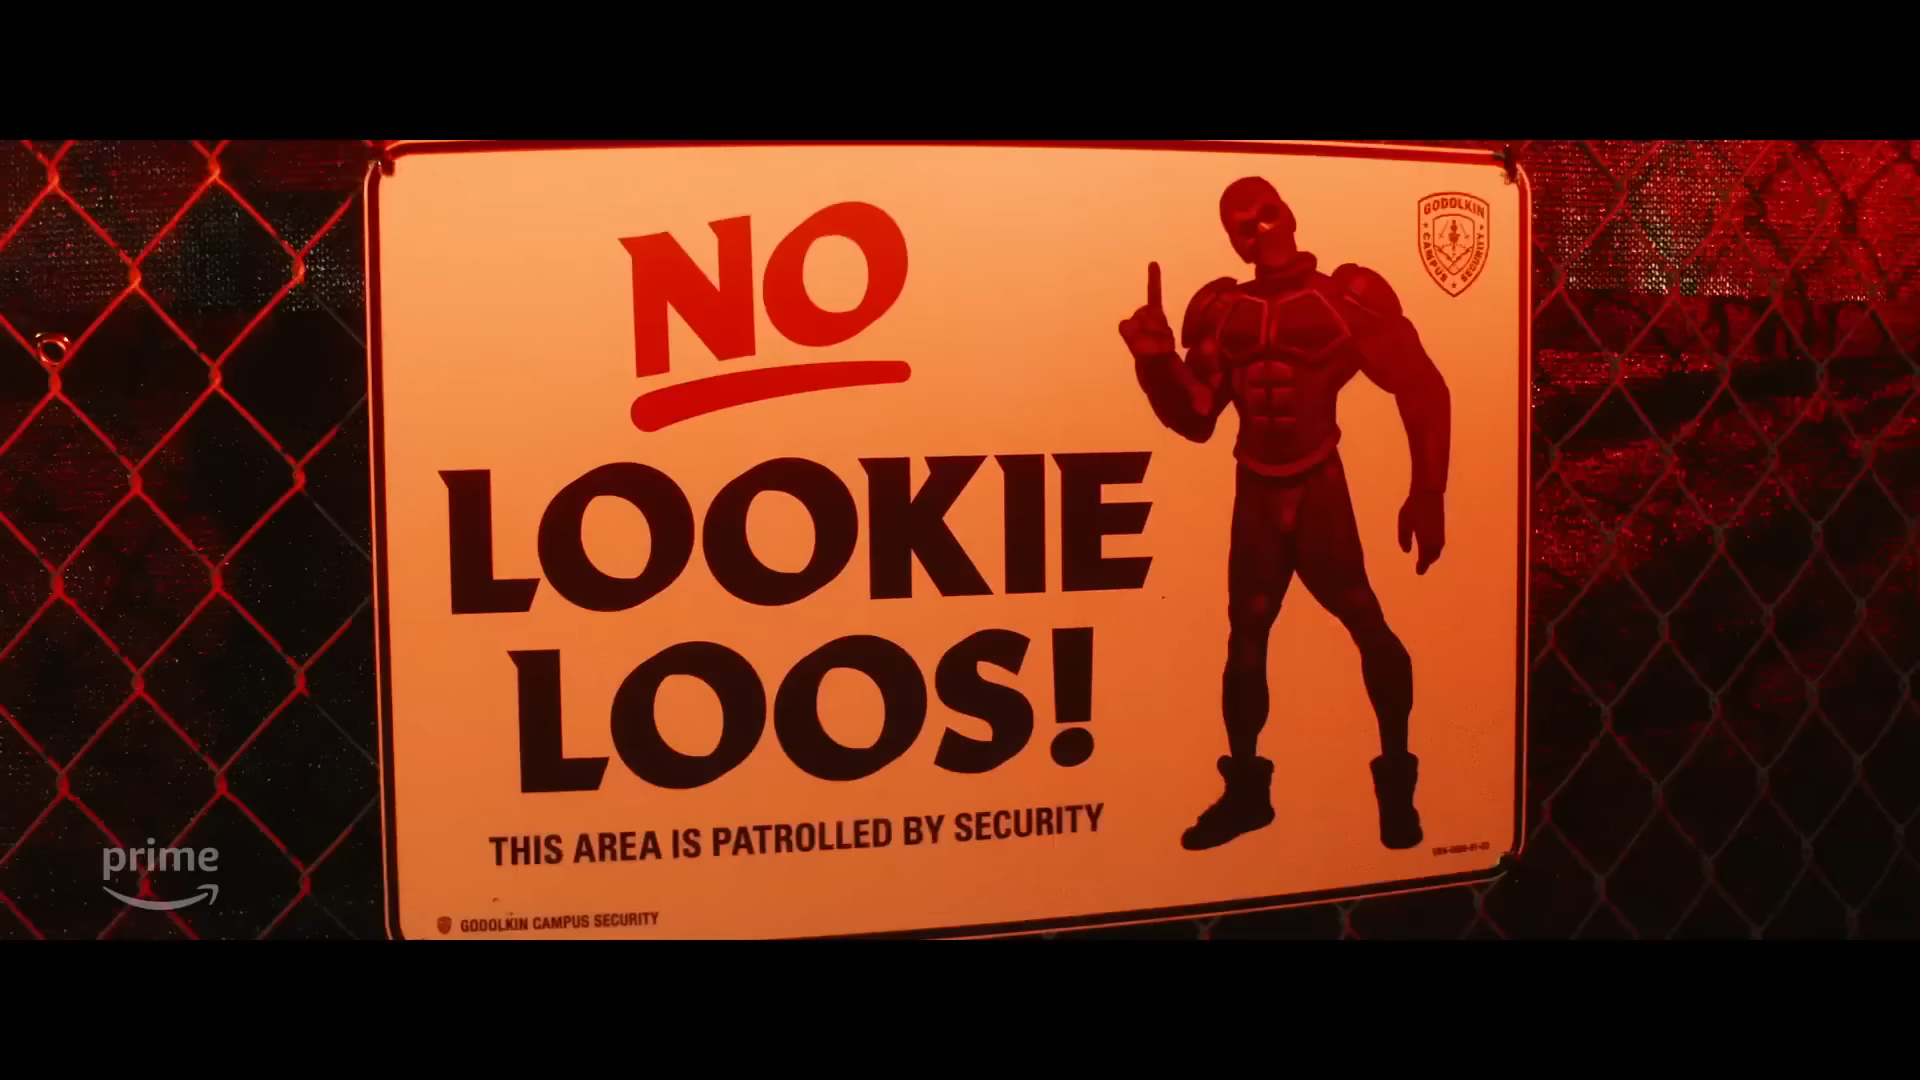 NO
LOOKIE
LOOS!
THIS AREA IS PATROLLED BY SECURITY
GODOLKIN CAMPUS SECURITY
GODOLKIN
CAMPUS SECURITY
prime